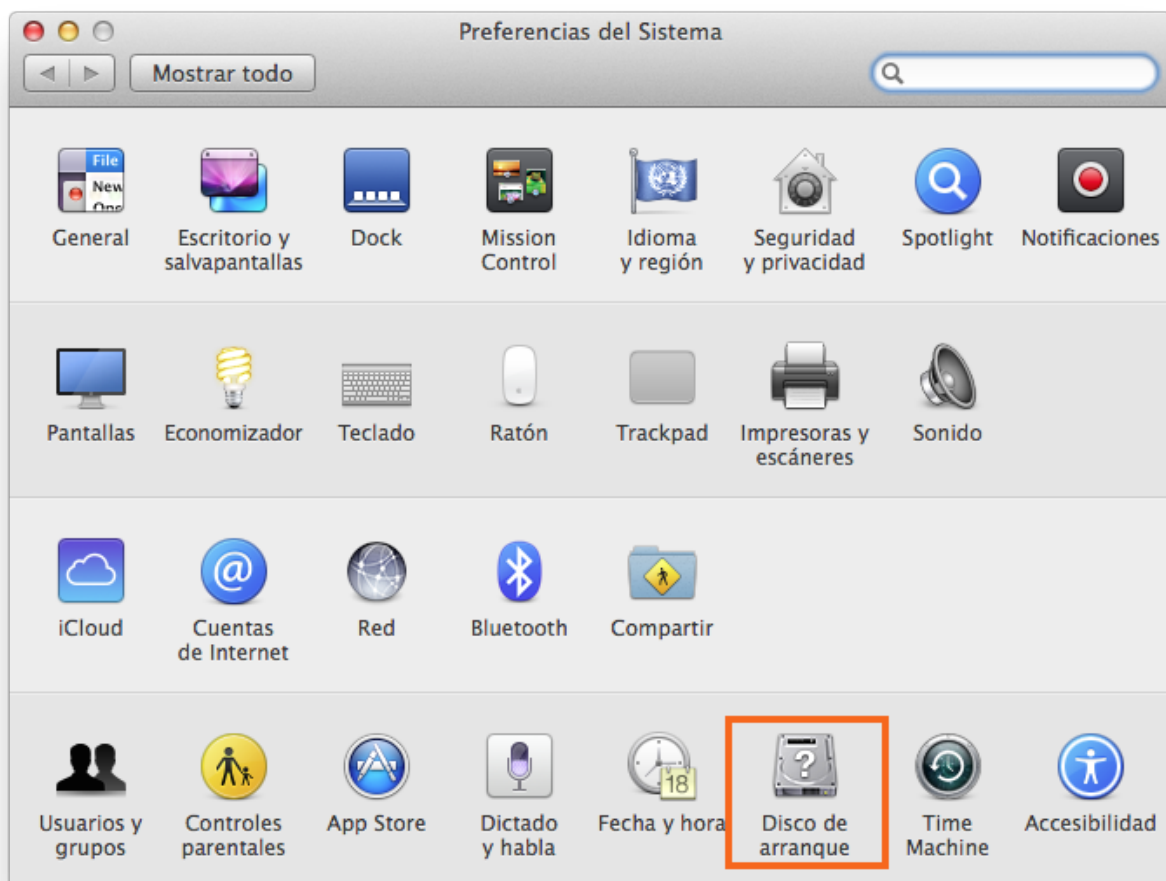 Preferencias del Sistema
Mostrar todo
File
New
General
Escritorio y
salvapantallas
Dock
Mission
Control
Idioma
y región
Seguridad
y privacidad
Spotlight
Notificaciones
Pantallas
Economizador
Teclado
Ratón
Trackpad
Impresoras y
escáneres
Sonido
iCloud
@
Cuentas
de Internet
Red
Bluetooth
Compartir
Usuarios y
grupos
Controles
parentales
App Store
Dictado
y habla
18
Fecha y hora
?
Disco de
arranque
Time
Machine
Accesibilidad